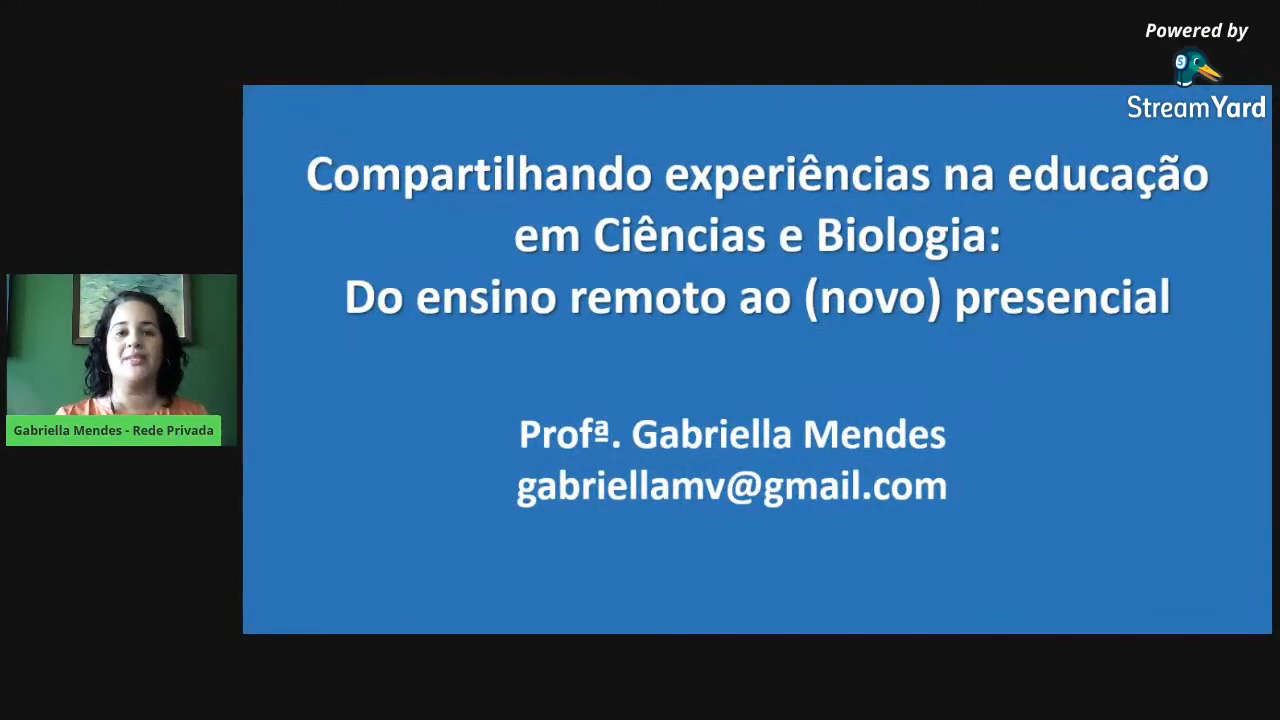 Powered by
StreamYard
Compartilhando experiências na educação
em Ciências e Biologia:
Do ensino remoto ao (novo) presencial
Profª. Gabriella Mendes
gabriellamv@gmail.com
Gabriella Mendes - Rede Privada